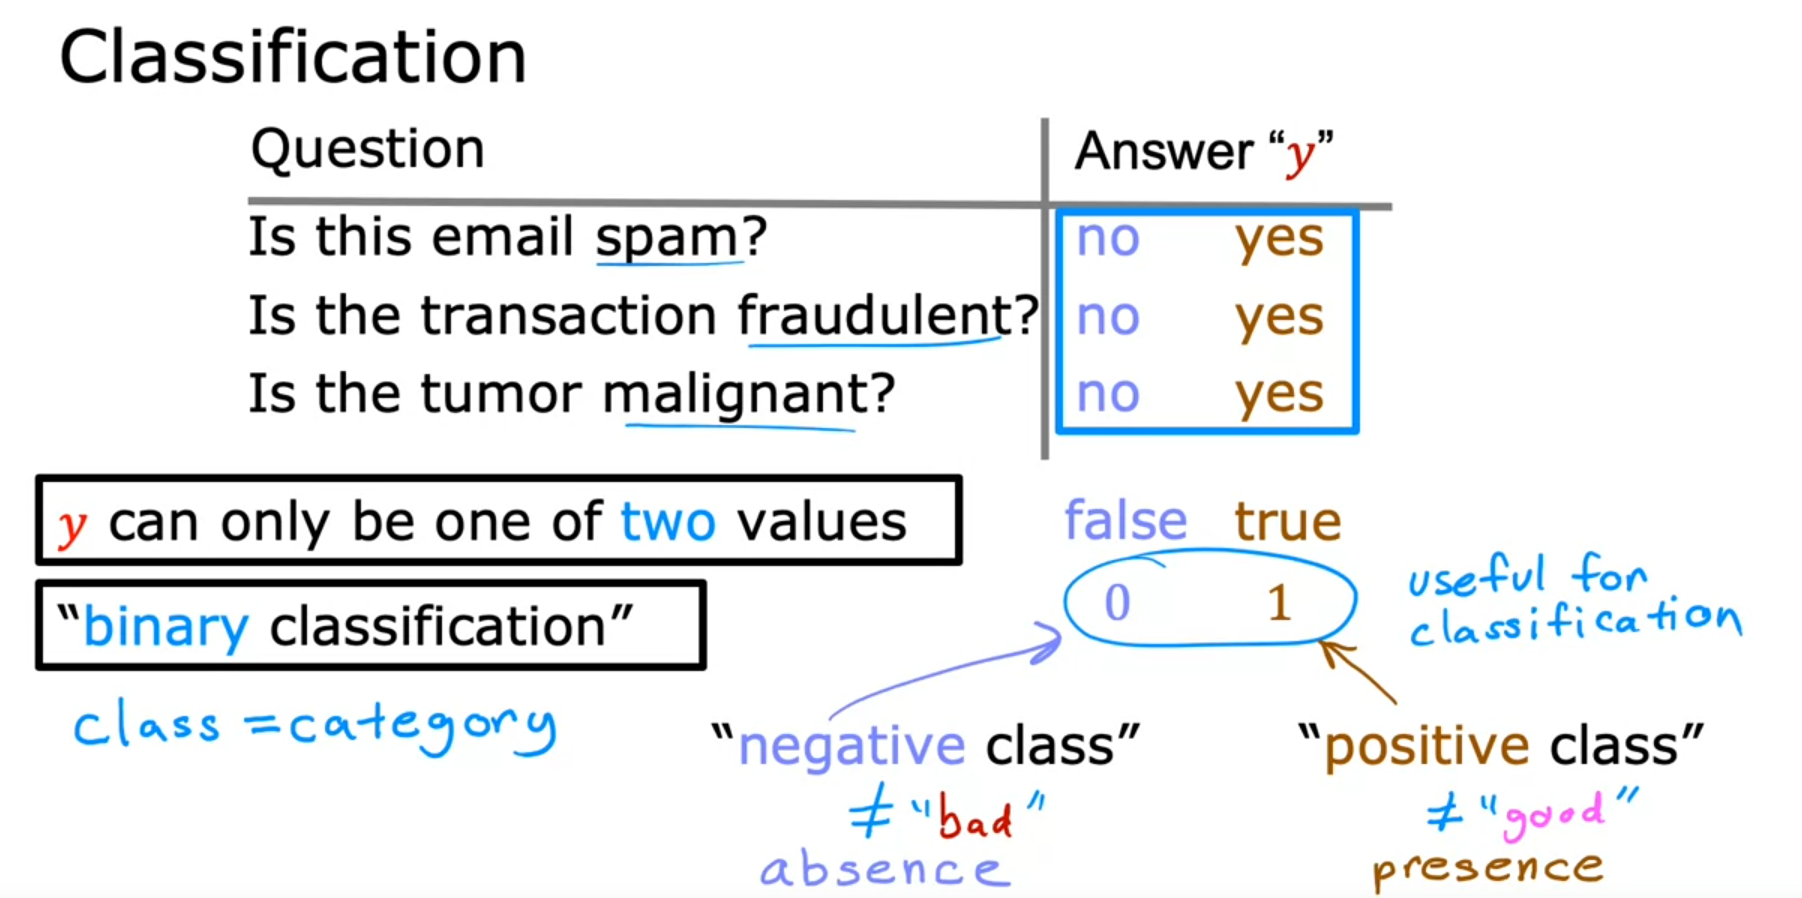 Classification
Question Answer “y”
Is this email spam? no yes
Is the transaction fraudulent? no yes
Is the tumor malignant? no yes
y can only be one of two values
false true
“binary classification”
0 1
useful for
classification
class = category
“negative class” “positive class”
≠ “bad” ≠ “good”
absence presence